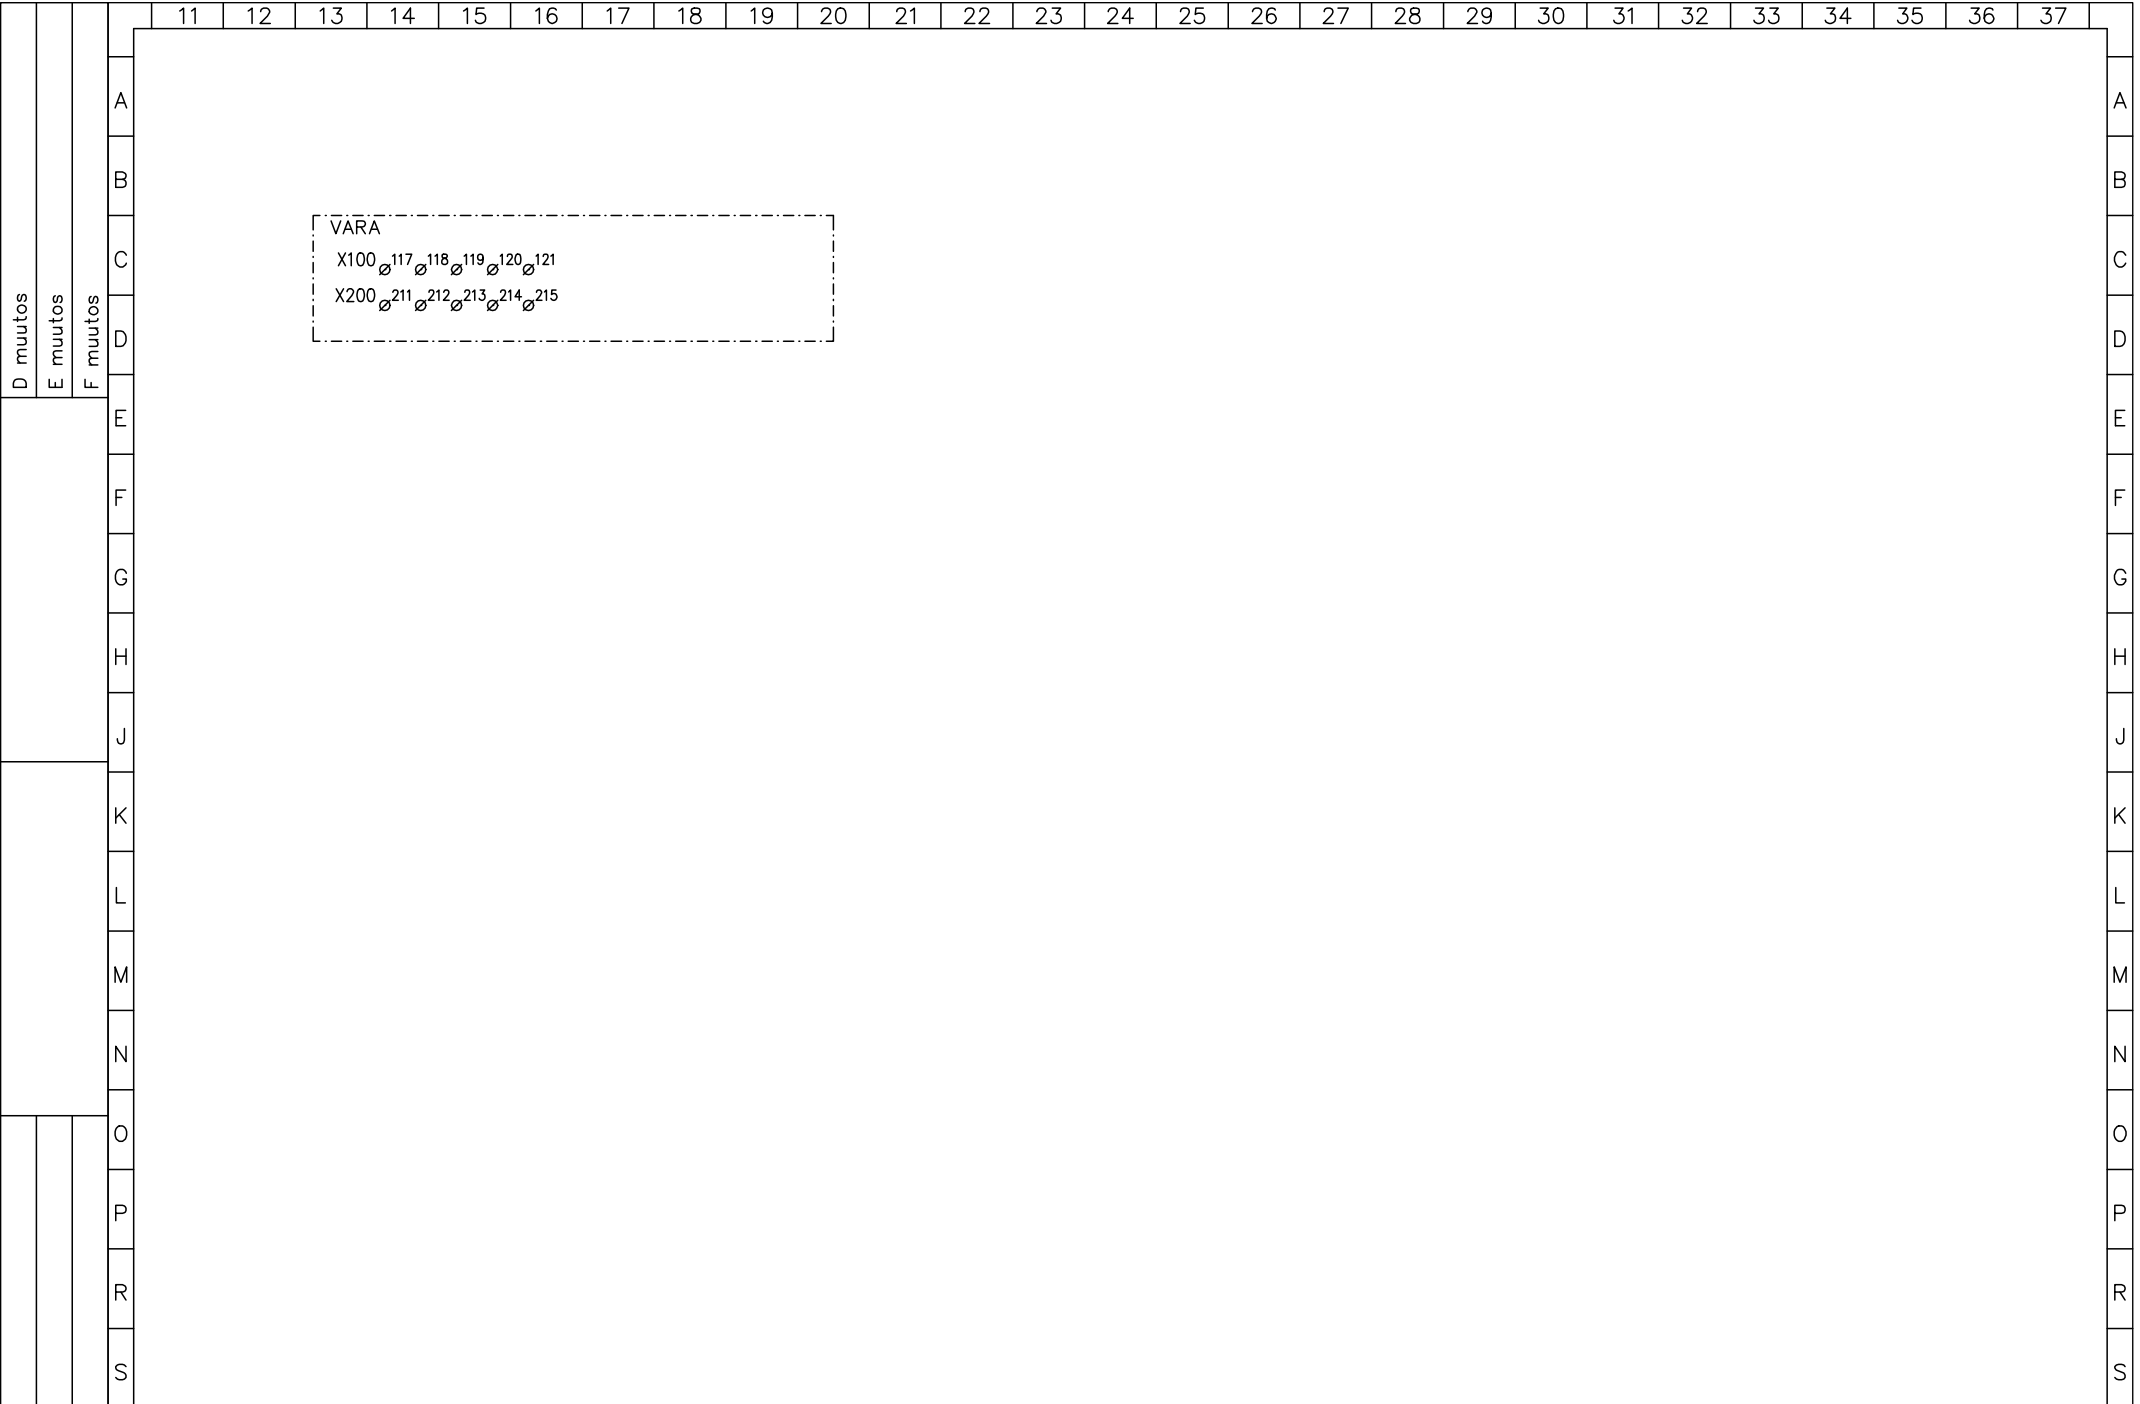 11 12 13 14 15 16 17 18 19 20 21 22 23 24 25 26 27 28 29 30 31 32 33 34 35 36 37
A A
B B
VARA
C X100 117 118 119 120 121 C
X200 211 212 213 214 215
D D
D muutos
E muutos
F muutos
E E
F F
G G
H H
J J
K K
L L
M M
N N
O O
P P
R R
S S